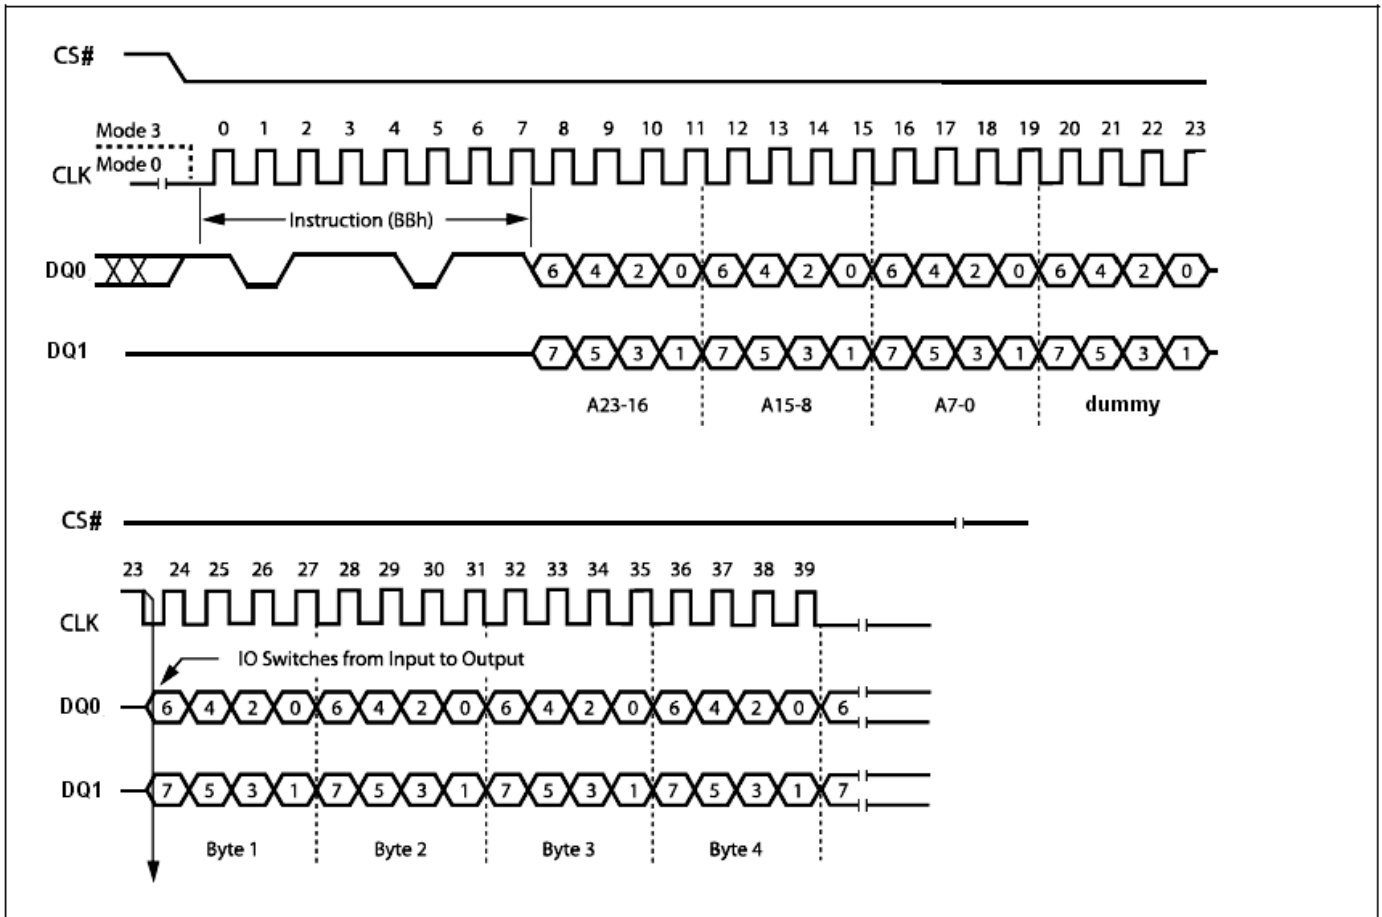 CS#
Mode 3
0 1 2 3 4 5 6 7 8 9 10 11 12 13 14 15 16 17 18 19 20 21 22 23
Mode 0
CLK
Instruction (BBh)
DQ0 6 4 2 0 6 4 2 0 6 4 2 0 6 4 2 0
DQ1 7 5 3 1 7 5 3 1 7 5 3 1 7 5 3 1
A23-16 A15-8 A7-0 dummy
CS#
23 24 25 26 27 28 29 30 31 32 33 34 35 36 37 38 39
CLK
IO Switches from Input to Output
DQ0 6 4 2 0 6 4 2 0 6 4 2 0 6 4 2 0 6
DQ1 7 5 3 1 7 5 3 1 7 5 3 1 7 5 3 1 7
Byte 1 Byte 2 Byte 3 Byte 4